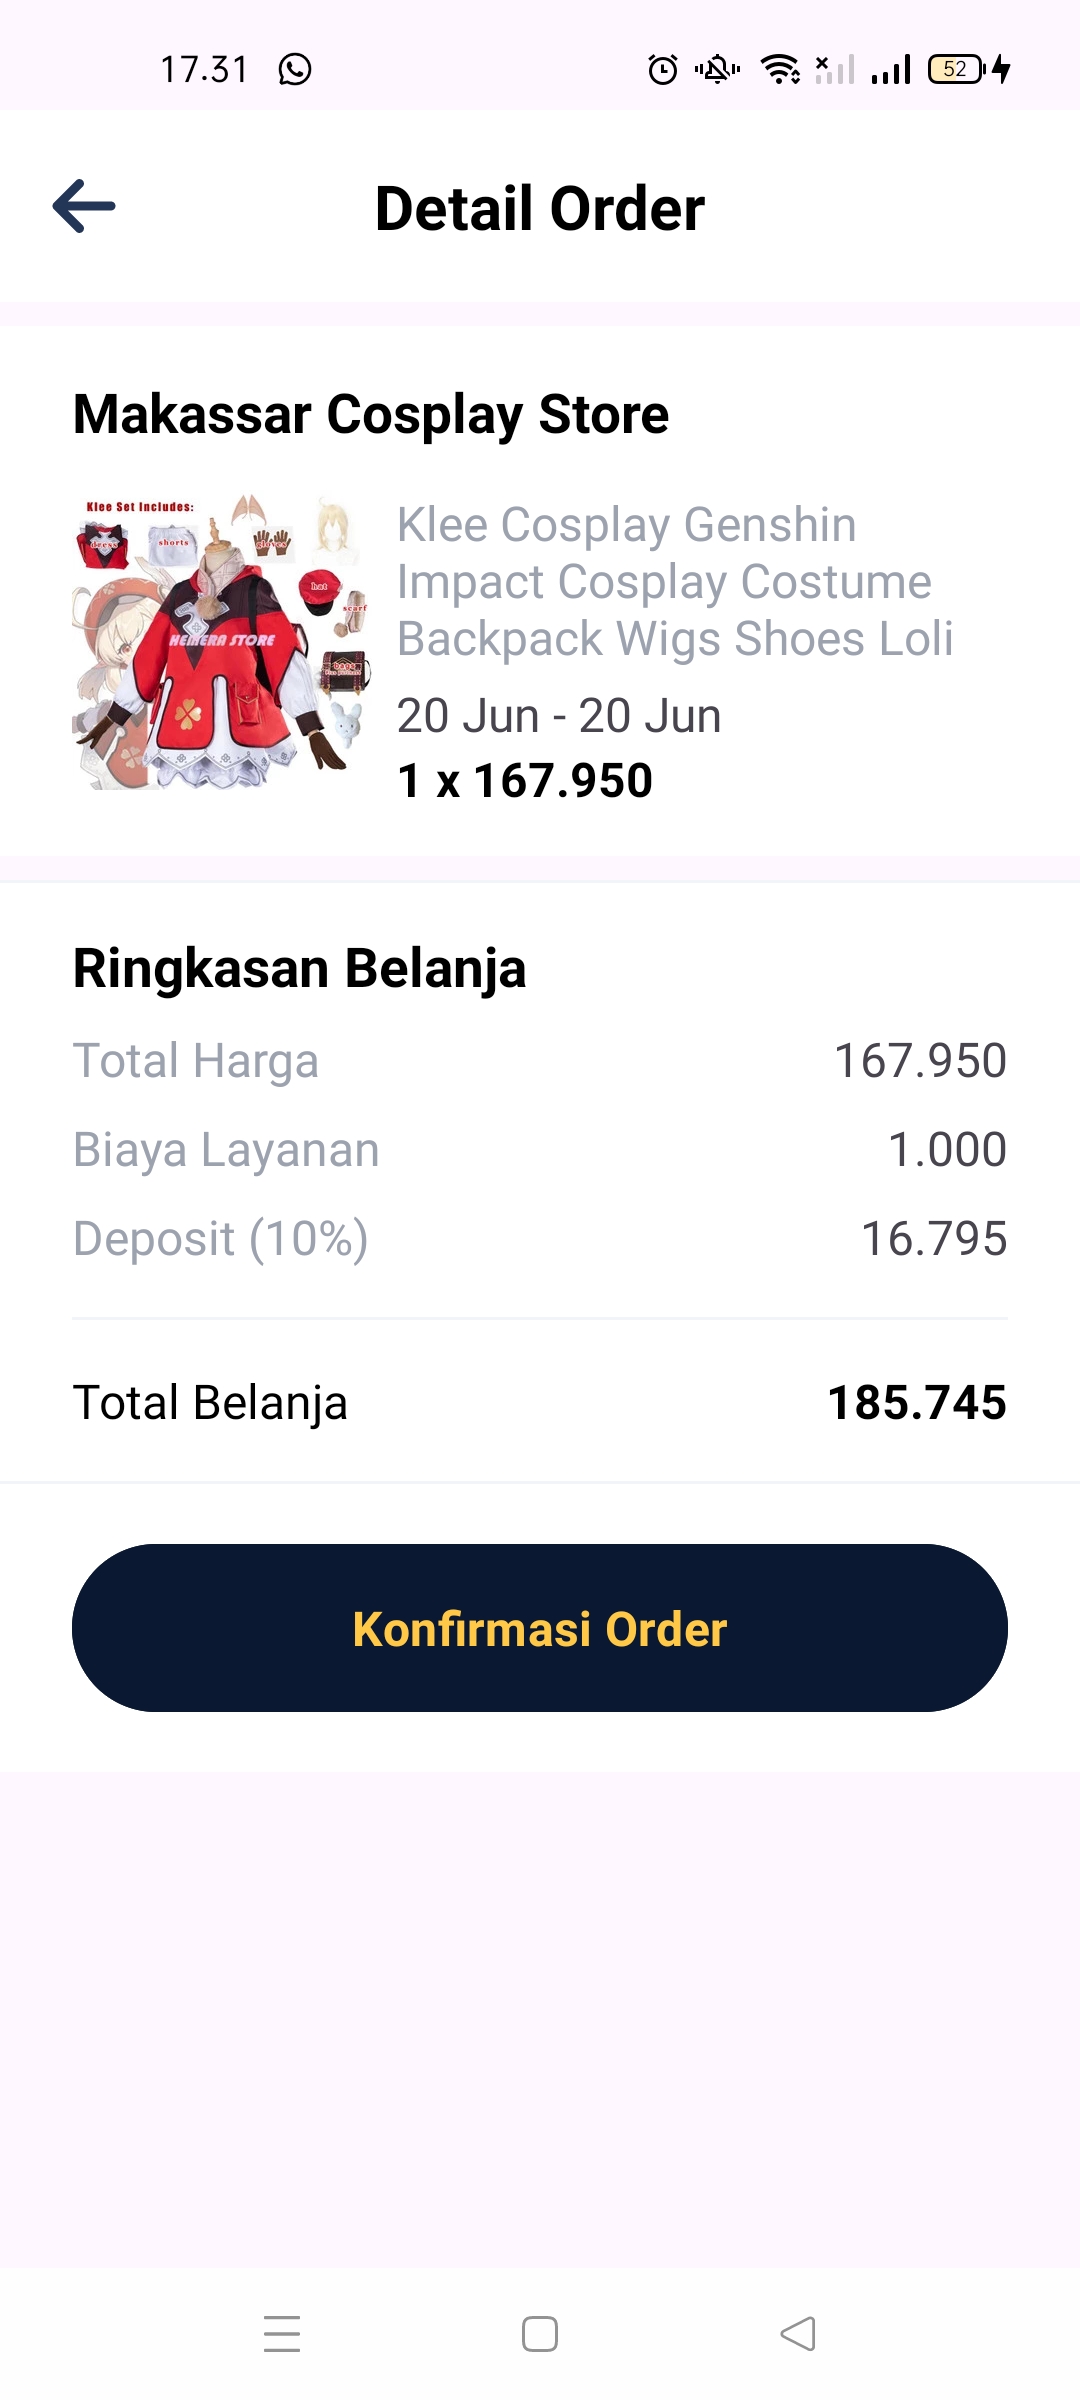 17.31
52
Detail Order
Makassar Cosplay Store
Klee Set Includes:
dress
shorts
gloves
hat
scarf
HEMERA STORE
Klee Cosplay Genshin
Impact Cosplay Costume
Backpack Wigs Shoes Loli
20 Jun - 20 Jun
1 x 167.950
Ringkasan Belanja
Total Harga 167.950
Biaya Layanan 1.000
Deposit (10%) 16.795
Total Belanja 185.745
Konfirmasi Order